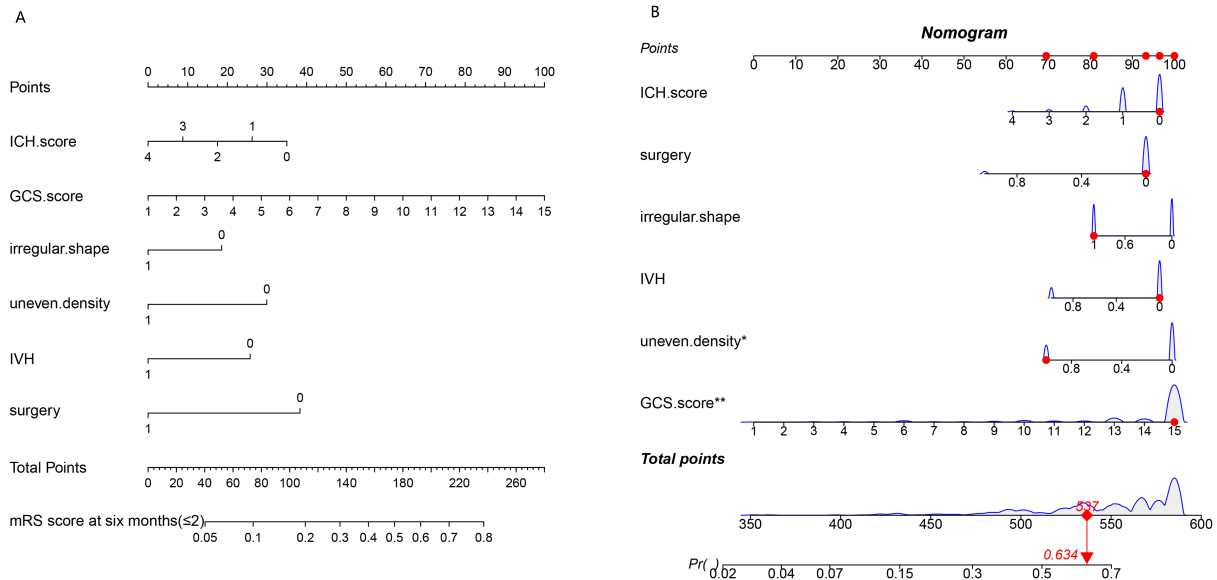 A
Points
0 10 20 30 40 50 60 70 80 90 100
ICH.score
3 1
4 2 0
GCS.score
1 2 3 4 5 6 7 8 9 10 11 12 13 14 15
irregular.shape
0
1
uneven.density
0
1
IVH
0
1
surgery
0
1
Total Points
0 20 40 60 80 100 140 180 220 260
mRS score at six months(≤2)
0.05 0.1 0.2 0.3 0.4 0.5 0.6 0.7 0.8
B
Nomogram
Points
0 10 20 30 40 50 60 70 80 90 100
ICH.score
4 3 2 1 0
surgery
0.8 0.4 0
irregular.shape
1 0.6 0
IVH
0.8 0.4 0
uneven.density*
0.8 0.4 0
GCS.score**
1 2 3 4 5 6 7 8 9 10 11 12 13 14 15
Total points
537
350 400 450 500 550 600
0.634
Pr( )
0.02 0.04 0.07 0.15 0.3 0.5 0.7